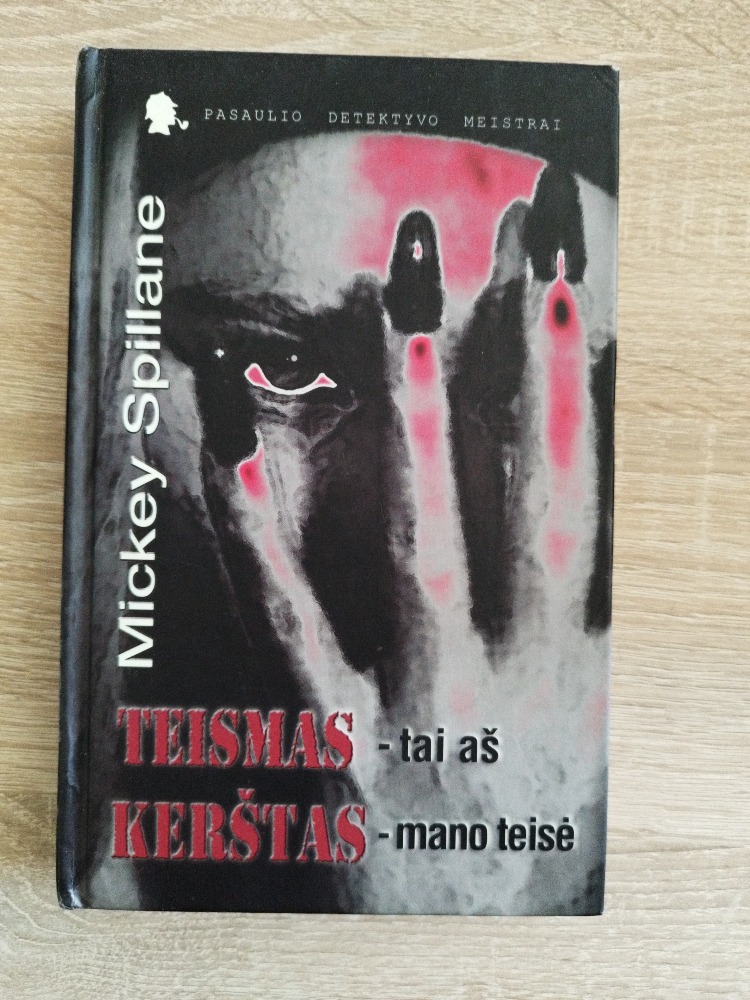 PASAULIO DETEKTYVO MEISTRAI
Mickey Spillane
TEISMAS - tai aš
KERŠTAS - mano teisė